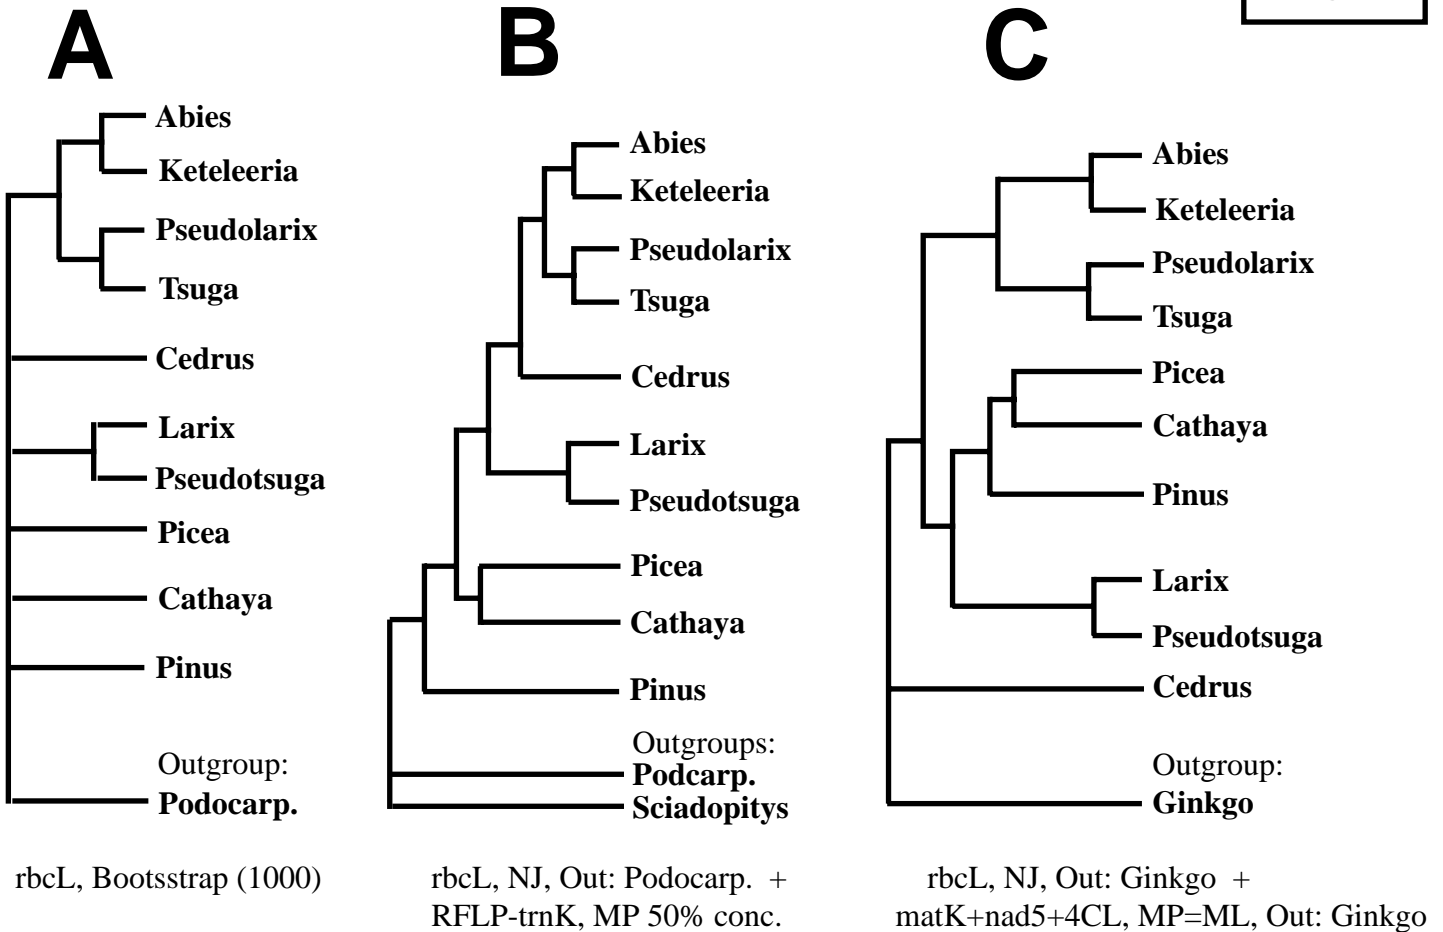 A
Abies
Keteleeria
Pseudolarix
Tsuga
Cedrus
Larix
Pseudotsuga
Picea
Cathaya
Pinus
Outgroup:
Podocarp.
rbcL, Bootsstrap (1000)
B
Abies
Keteleeria
Pseudolarix
Tsuga
Cedrus
Larix
Pseudotsuga
Picea
Cathaya
Pinus
Outgroups:
Podcarp.
Sciadopitys
rbcL, NJ, Out: Podocarp. +
RFLP-trnK, MP 50% conc.
C
Abies
Keteleeria
Pseudolarix
Tsuga
Picea
Cathaya
Pinus
Larix
Pseudotsuga
Cedrus
Outgroup:
Ginkgo
rbcL, NJ, Out: Ginkgo +
matK+nad5+4CL, MP=ML, Out: Ginkgo